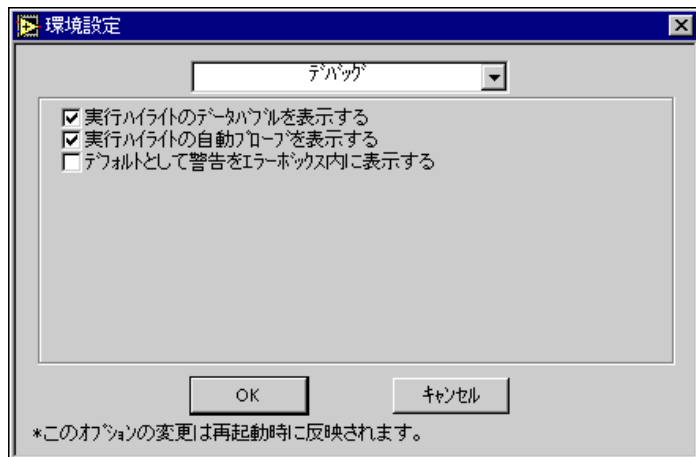 環境設定
ﾃﾞﾊﾞｯｸﾞ
実行ﾊｲﾗｲﾄのﾃﾞｰﾀﾊﾞﾌﾞﾙを表示する
実行ﾊｲﾗｲﾄの自動ﾌﾟﾛｰﾌﾞを表示する
ﾃﾞﾌｫﾙﾄとして警告をｴﾗｰﾎﾞｯｸｽ内に表示する
OK
ｷｬﾝｾﾙ
*このｵﾌﾟｼｮﾝの変更は再起動時に反映されます。